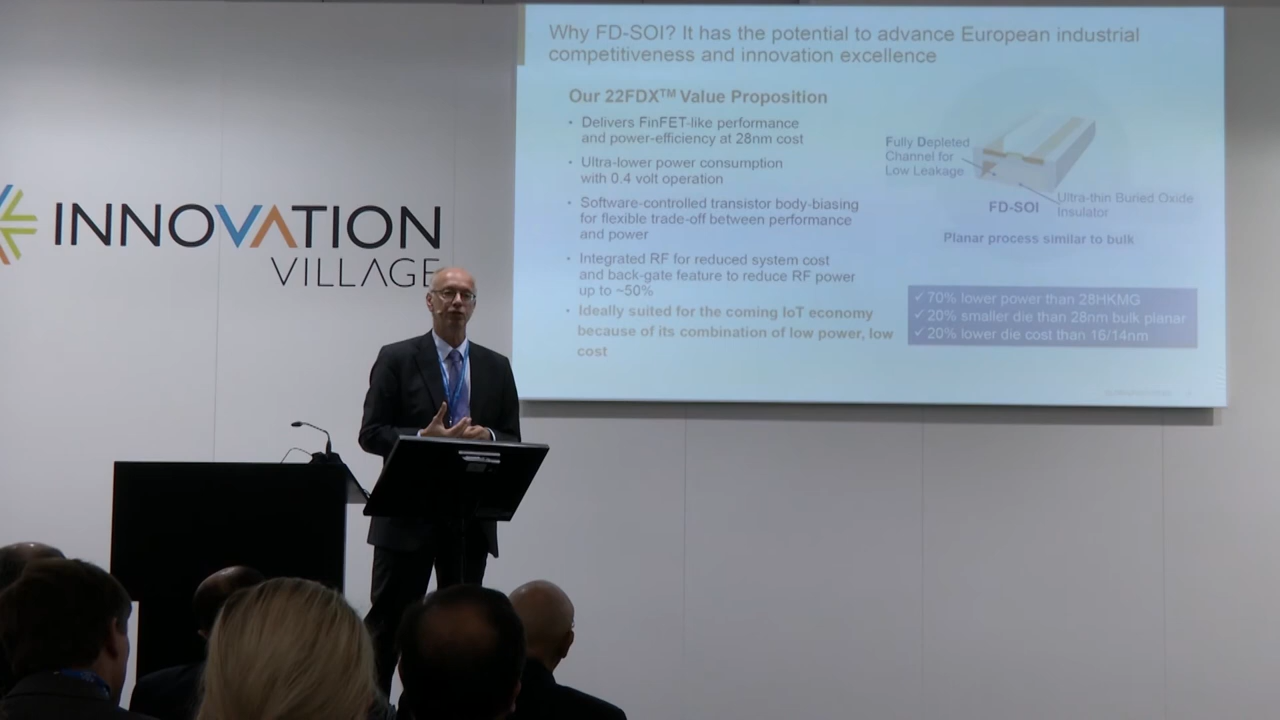 INNOVATION
VILLAGE
Why FD-SOI? It has the potential to advance European industrial
competitiveness and innovation excellence
Our 22FDX™ Value Proposition
• Delivers FinFET-like performance
and power-efficiency at 28nm cost
• Ultra-lower power consumption
with 0.4 volt operation
• Software-controlled transistor body-biasing
for flexible trade-off between performance
and power
• Integrated RF for reduced system cost
and back-gate feature to reduce RF power
up to ~50%
• Ideally suited for the coming IoT economy
because of its combination of low power, low
cost
Fully Depleted
Channel for
Low Leakage
Ultra-thin Buried Oxide
Insulator
FD-SOI
Planar process similar to bulk
✓ 70% lower power than 28HKMG
✓ 20% smaller die than 28nm bulk planar
✓ 20% lower die cost than 16/14nm